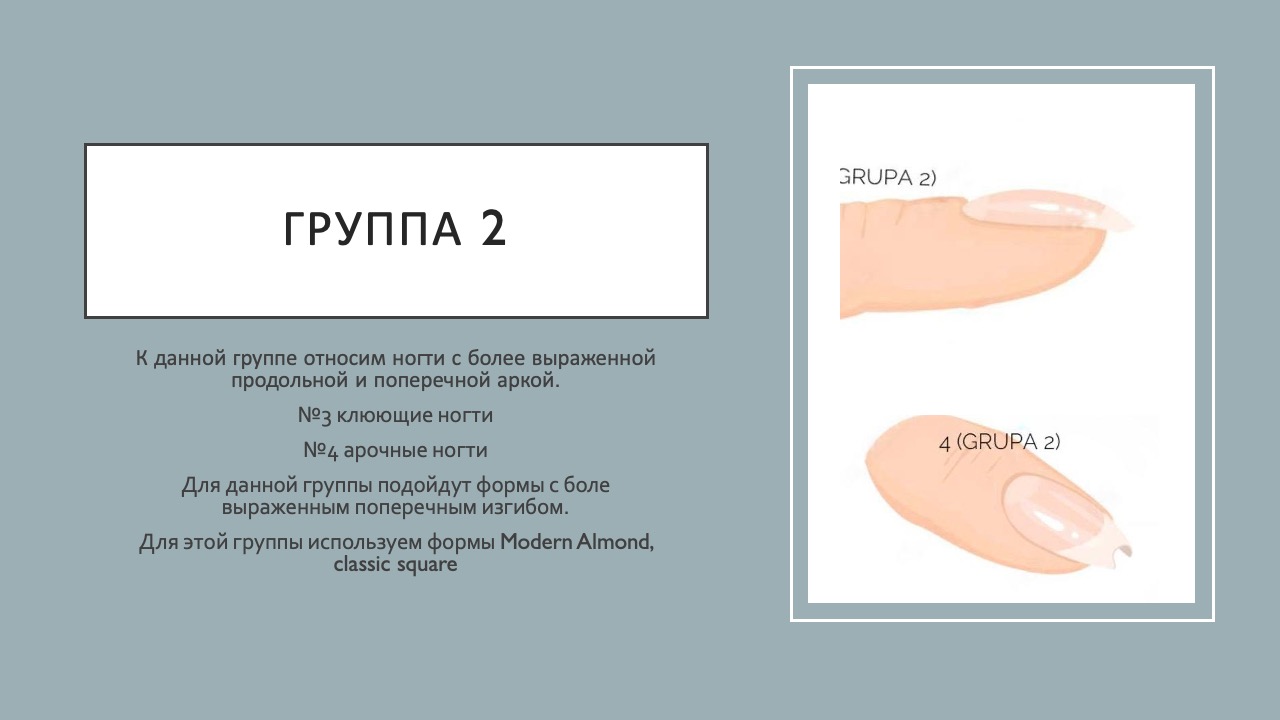 ГРУППА 2
К данной группе относим ногти с более выраженной
продольной и поперечной аркой.
№3 клюющие ногти
№4 арочные ногти
Для данной группы подойдут формы с боле
выраженным поперечным изгибом.
Для этой группы используем формы Modern Almond,
classic square
GRUPA 2)
4 (GRUPA 2)